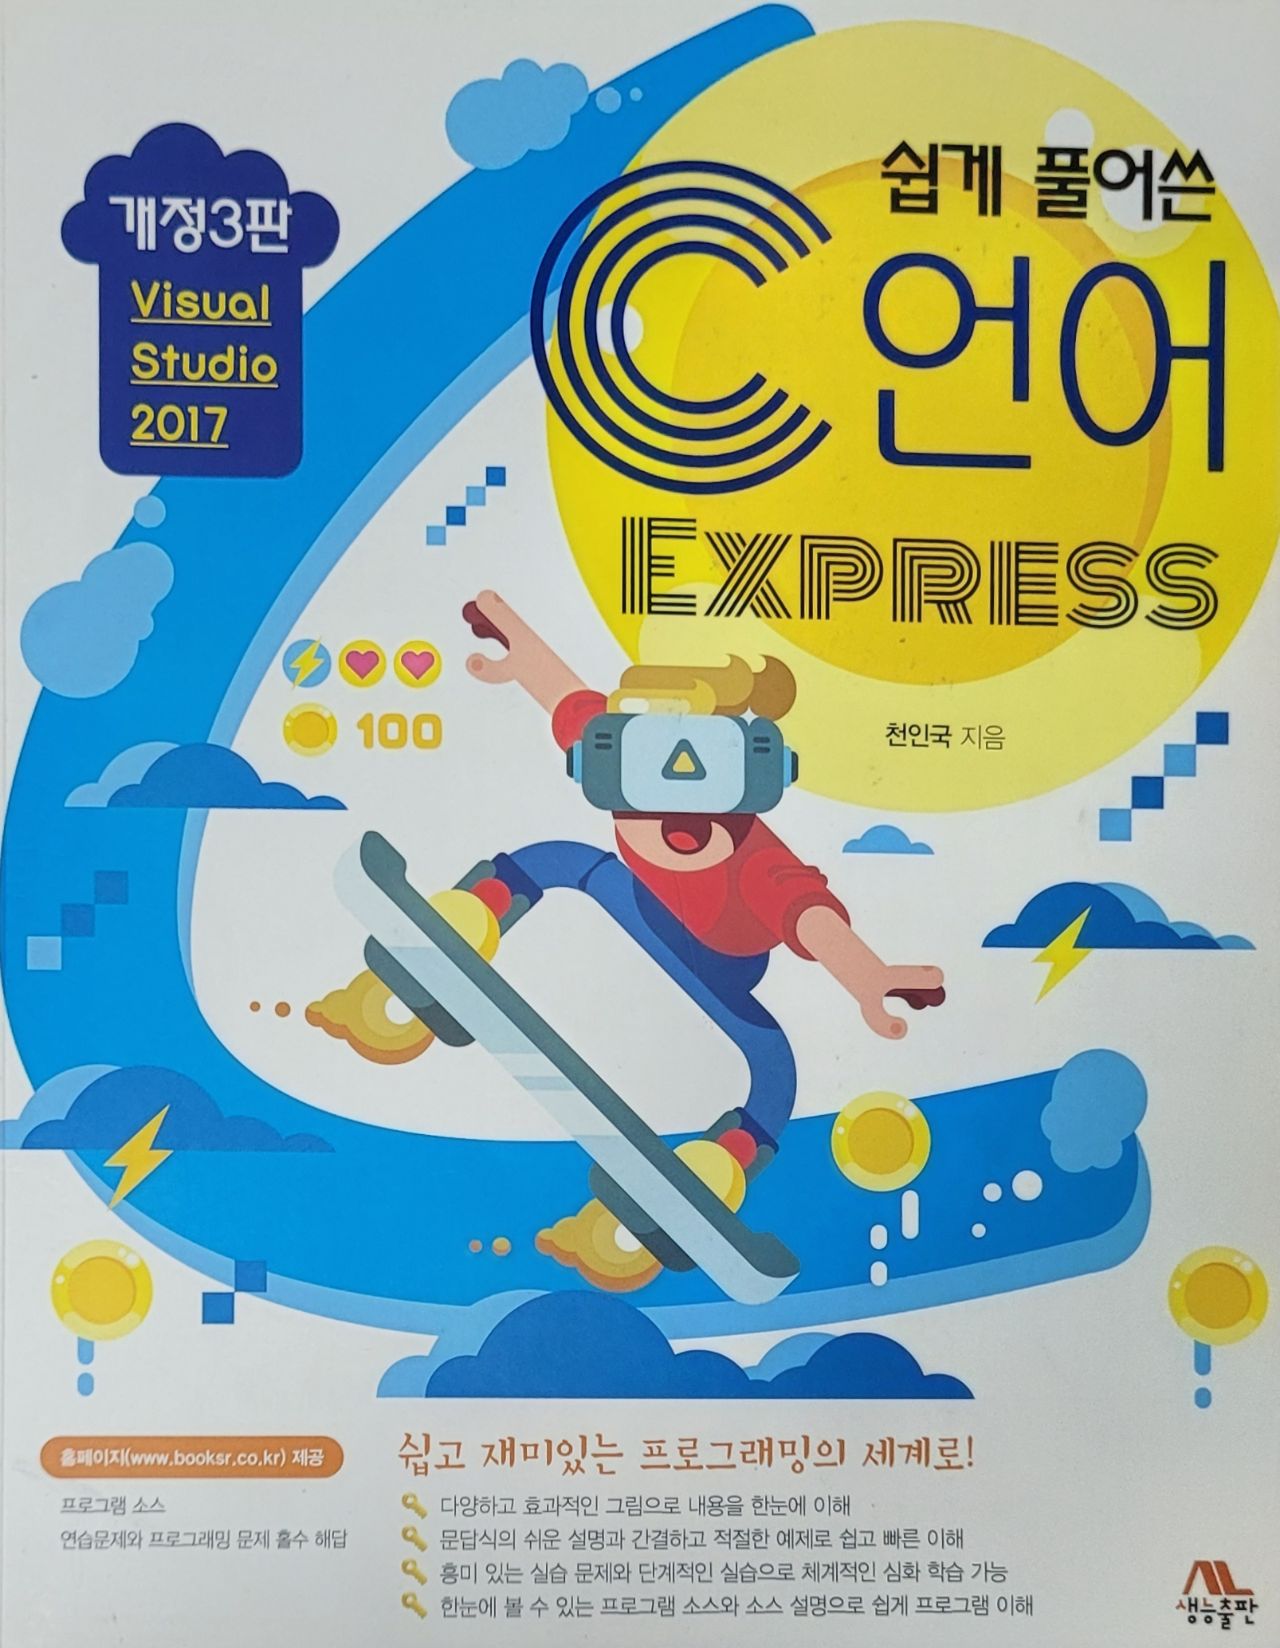 개정3판
Visual
Studio
2017
쉽게 풀어쓴
C 언어
EXPRESS
100
천인국 지음
홈페이지(www.booksr.co.kr) 제공
프로그램 소스
연습문제와 프로그래밍 문제 홀수 해답
쉽고 재미있는 프로그래밍의 세계로!
다양하고 효과적인 그림으로 내용을 한눈에 이해
문답식의 쉬운 설명과 간결하고 적절한 예제로 쉽고 빠른 이해
흥미 있는 실습 문제와 단계적인 실습으로 체계적인 심화 학습 가능
한눈에 볼 수 있는 프로그램 소스와 소스 설명으로 쉽게 프로그램 이해
생능출판